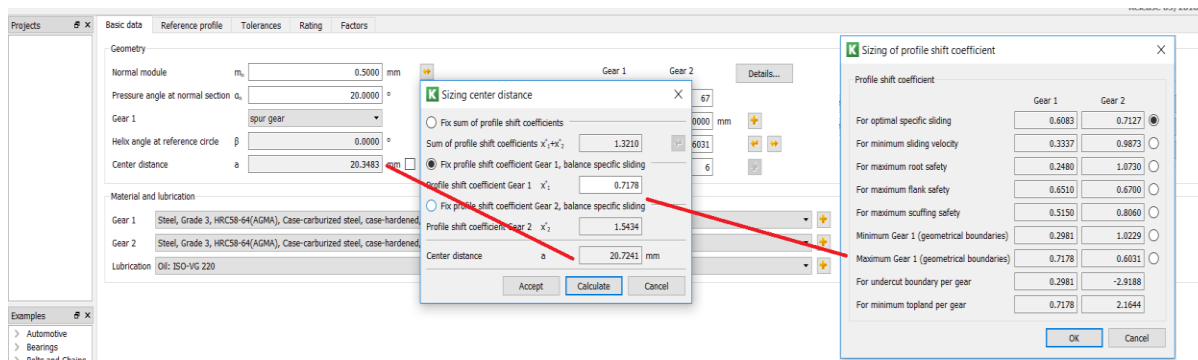 Projects
Basic data Reference profile Tolerances Rating Factors
Geometry
Normal module mn 0.5000 mm
Gear 1 Gear 2 Details...
Pressure angle at normal section αn 20.0000 °
67
Gear 1 spur gear
0000 mm
Helix angle at reference circle β 0.0000 °
6031
Center distance a 20.3483 mm
6
Material and lubrication
Gear 1 Steel, Grade 3, HRC58-64(AGMA), Case-carburized steel, case-hardened,
Gear 2 Steel, Grade 3, HRC58-64(AGMA), Case-carburized steel, case-hardened,
Lubrication Oil: ISO-VG 220
Examples
Automotive
Bearings
K Sizing center distance
Fix sum of profile shift coefficients
Sum of profile shift coefficients x*1+x*2 1.3210
Fix profile shift coefficient Gear 1, balance specific sliding
Profile shift coefficient Gear 1 x*1 0.7178
Fix profile shift coefficient Gear 2, balance specific sliding
Profile shift coefficient Gear 2 x*2 1.5434
Center distance a 20.7241 mm
Accept Calculate Cancel
K Sizing of profile shift coefficient
Profile shift coefficient
Gear 1 Gear 2
For optimal specific sliding 0.6083 0.7127
For minimum sliding velocity 0.3337 0.9873
For maximum root safety 0.2480 1.0730
For maximum flank safety 0.6510 0.6700
For maximum scuffing safety 0.5150 0.8060
Minimum Gear 1 (geometrical boundaries) 0.2981 1.0229
Maximum Gear 1 (geometrical boundaries) 0.7178 0.6031
For undercut boundary per gear 0.2981 -2.9188
For minimum topland per gear 0.7178 2.1644
OK Cancel